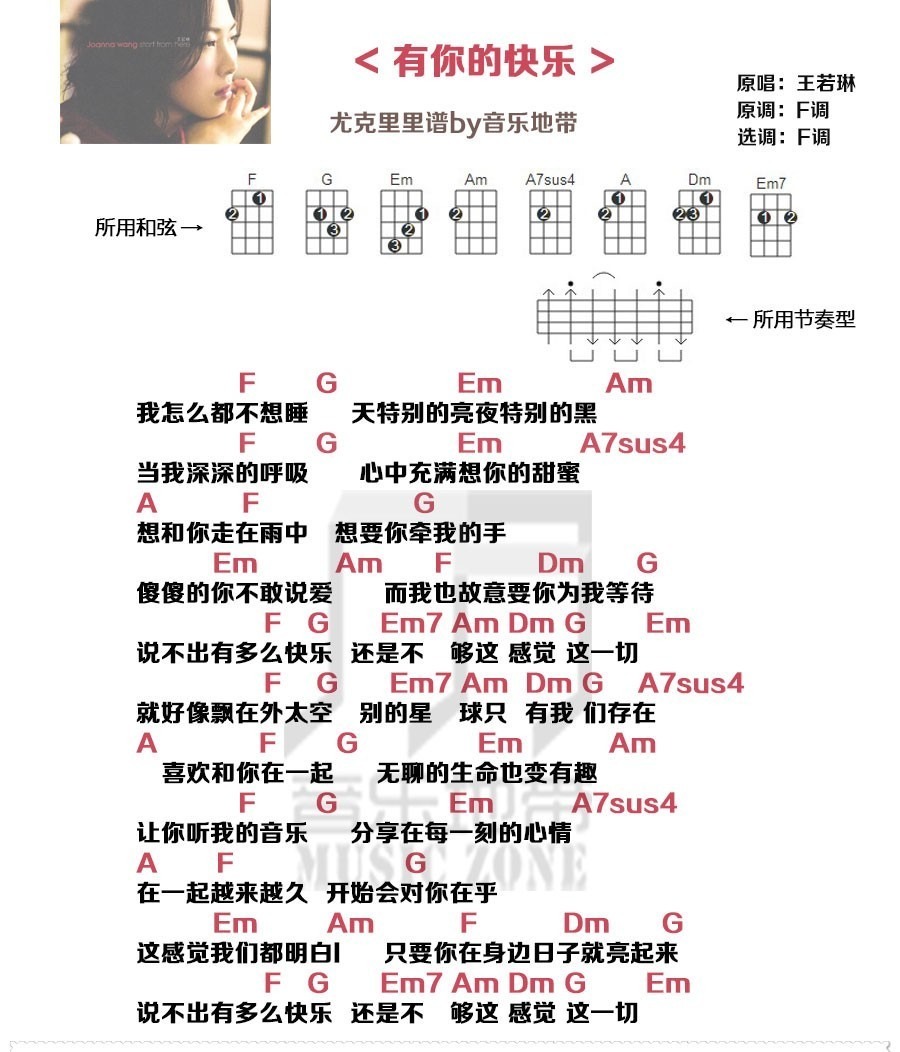 Joanna wang start from here
王若琳
< 有你的快乐 >
尤克里里谱by音乐地带
原唱：王若琳
原调：F调
选调：F调
F G Em Am A7sus4 A Dm Em7
所用和弦→
1 2
1 2 3
1 2 3
2
2
1 2
1 2 3
1 2
←所用节奏型
F G Em Am
我怎么都不想睡 天特别的亮夜特别的黑
F G Em A7sus4
当我深深的呼吸 心中充满想你的甜蜜
A F G
想和你走在雨中 想要你牵我的手
Em Am F Dm G
傻傻的你不敢说爱 而我也故意要你为我等待
F G Em7 Am Dm G Em
说不出有多么快乐 还是不 够这 感觉 这一切
F G Em7 Am Dm G A7sus4
就好像飘在外太空 别的星 球只 有我 们存在
A F G Em Am
喜欢和你在一起 无聊的生命也变有趣
F G Em A7sus4
让你听我的音乐 分享在每一刻的心情
A F G
在一起越来越久 开始会对你在乎
Em Am F Dm G
这感觉我们都明白l 只要你在身边日子就亮起来
F G Em7 Am Dm G Em
说不出有多么快乐 还是不 够这 感觉 这一切
音乐地带
MUSIC ZONE